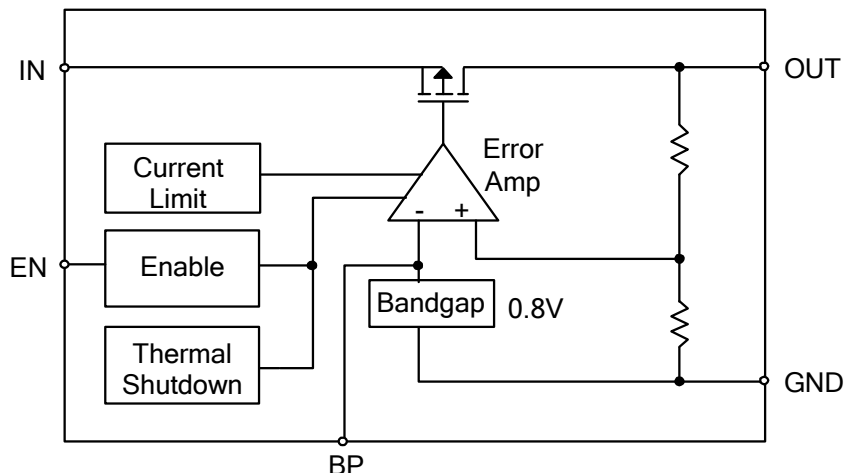 IN
OUT
Error
Amp
Current
Limit
- +
EN
Enable
Bandgap
0.8V
Thermal
Shutdown
GND
BP